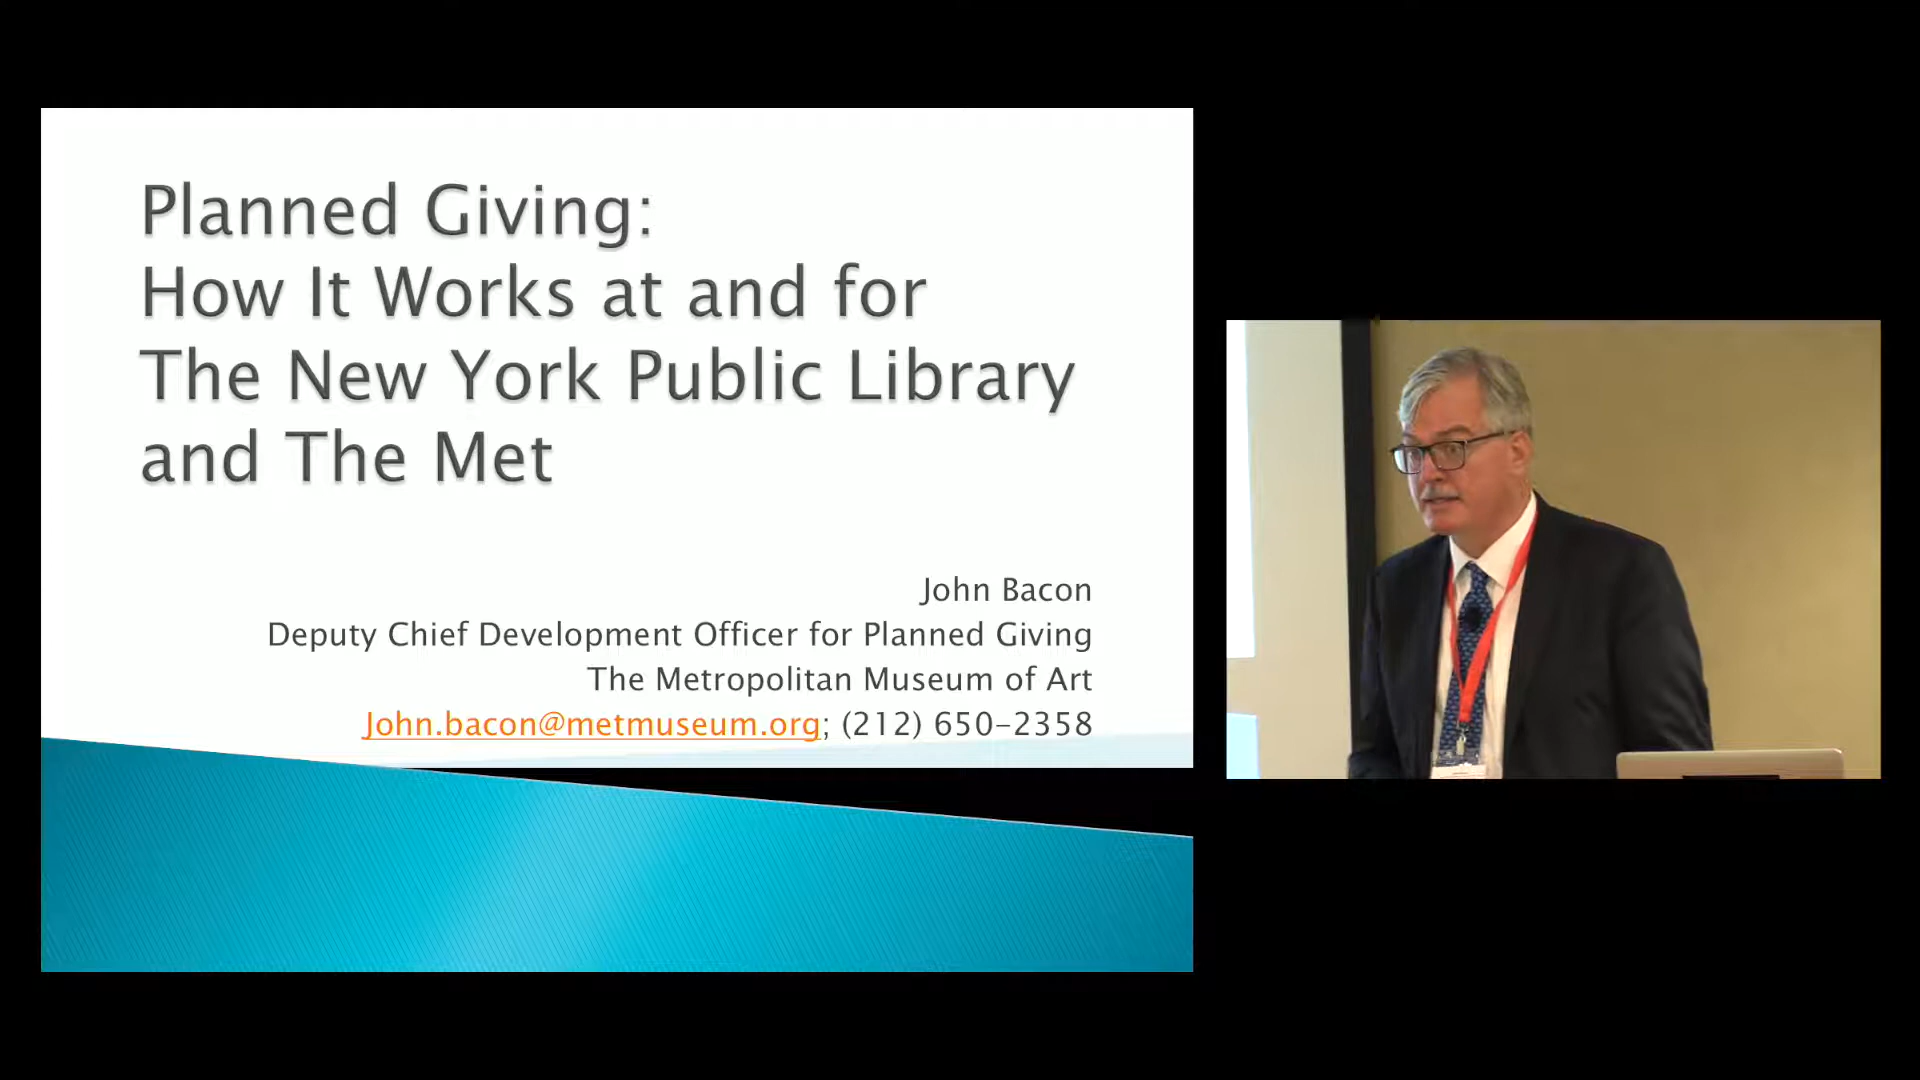 Planned Giving:
How It Works at and for
The New York Public Library
and The Met
John Bacon
Deputy Chief Development Officer for Planned Giving
The Metropolitan Museum of Art
John.bacon@metmuseum.org; (212) 650-2358